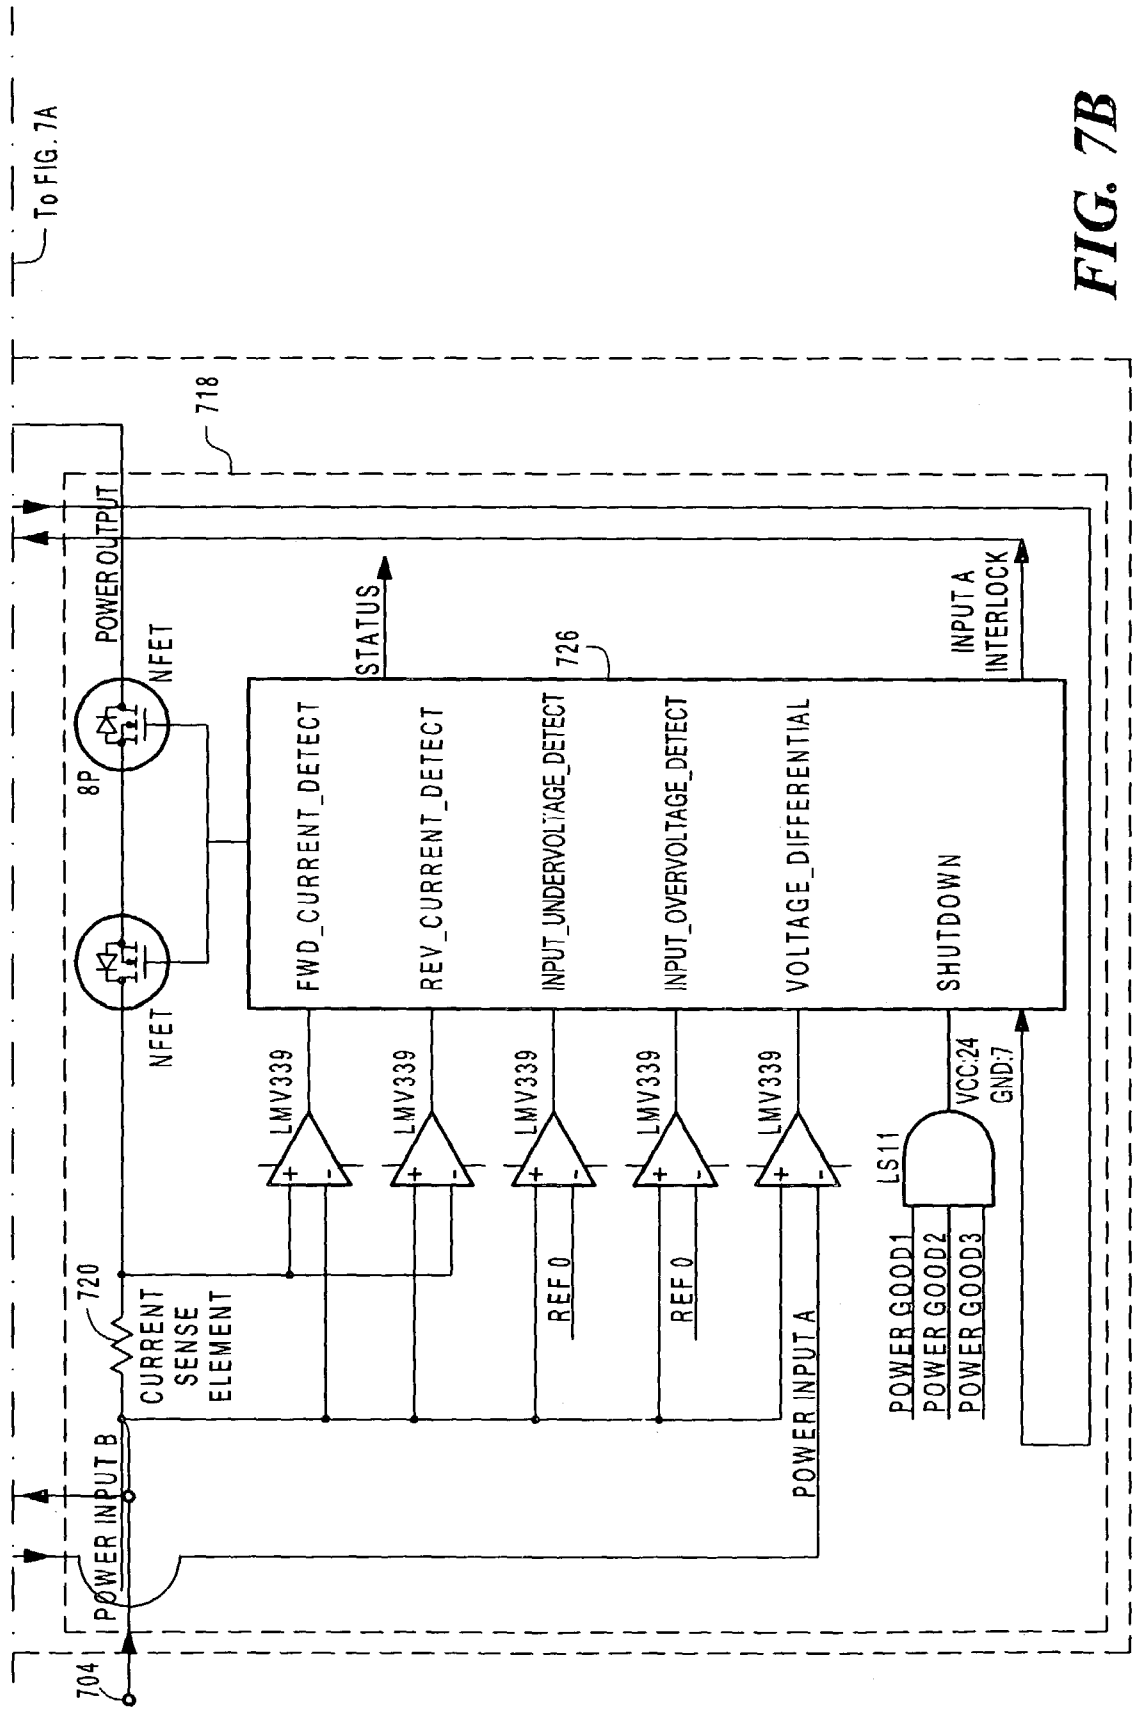 To FIG. 7A
718
POWER OUTPUT
NFET
8P
NFET
720
CURRENT
SENSE
ELEMENT
POWER INPUT B
704
STATUS
726
FWD_CURRENT_DETECT
REV_CURRENT_DETECT
INPUT_UNDERVOLTAGE_DETECT
INPUT_OVERVOLTAGE_DETECT
VOLTAGE_DIFFERENTIAL
SHUTDOWN
INPUT A
INTERLOCK
LMV339
+
-
LMV339
+
-
LMV339
+
-
REF 0
LMV339
+
-
REF 0
LMV339
+
-
POWER INPUT A
LS11
VCC:24
GND:7
POWER GOOD1
POWER GOOD2
POWER GOOD3
FIG. 7B